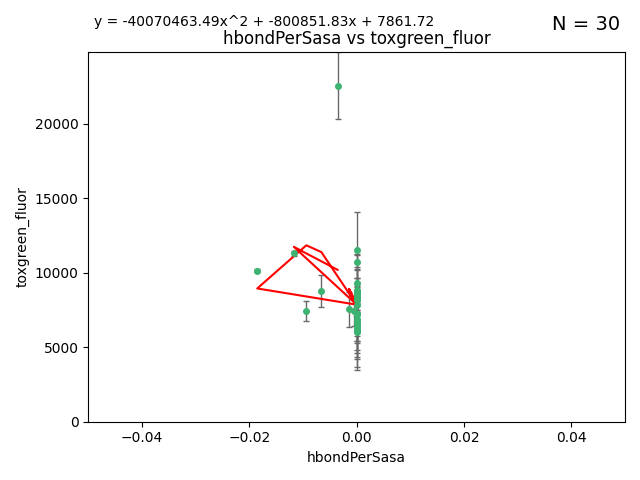 y = -40070463.49x^2 + -800851.83x + 7861.72
N = 30
hbondPerSasa vs toxgreen_fluor
toxgreen_fluor
20000
15000
10000
5000
0
−0.04
−0.02
0.00
0.02
0.04
hbondPerSasa